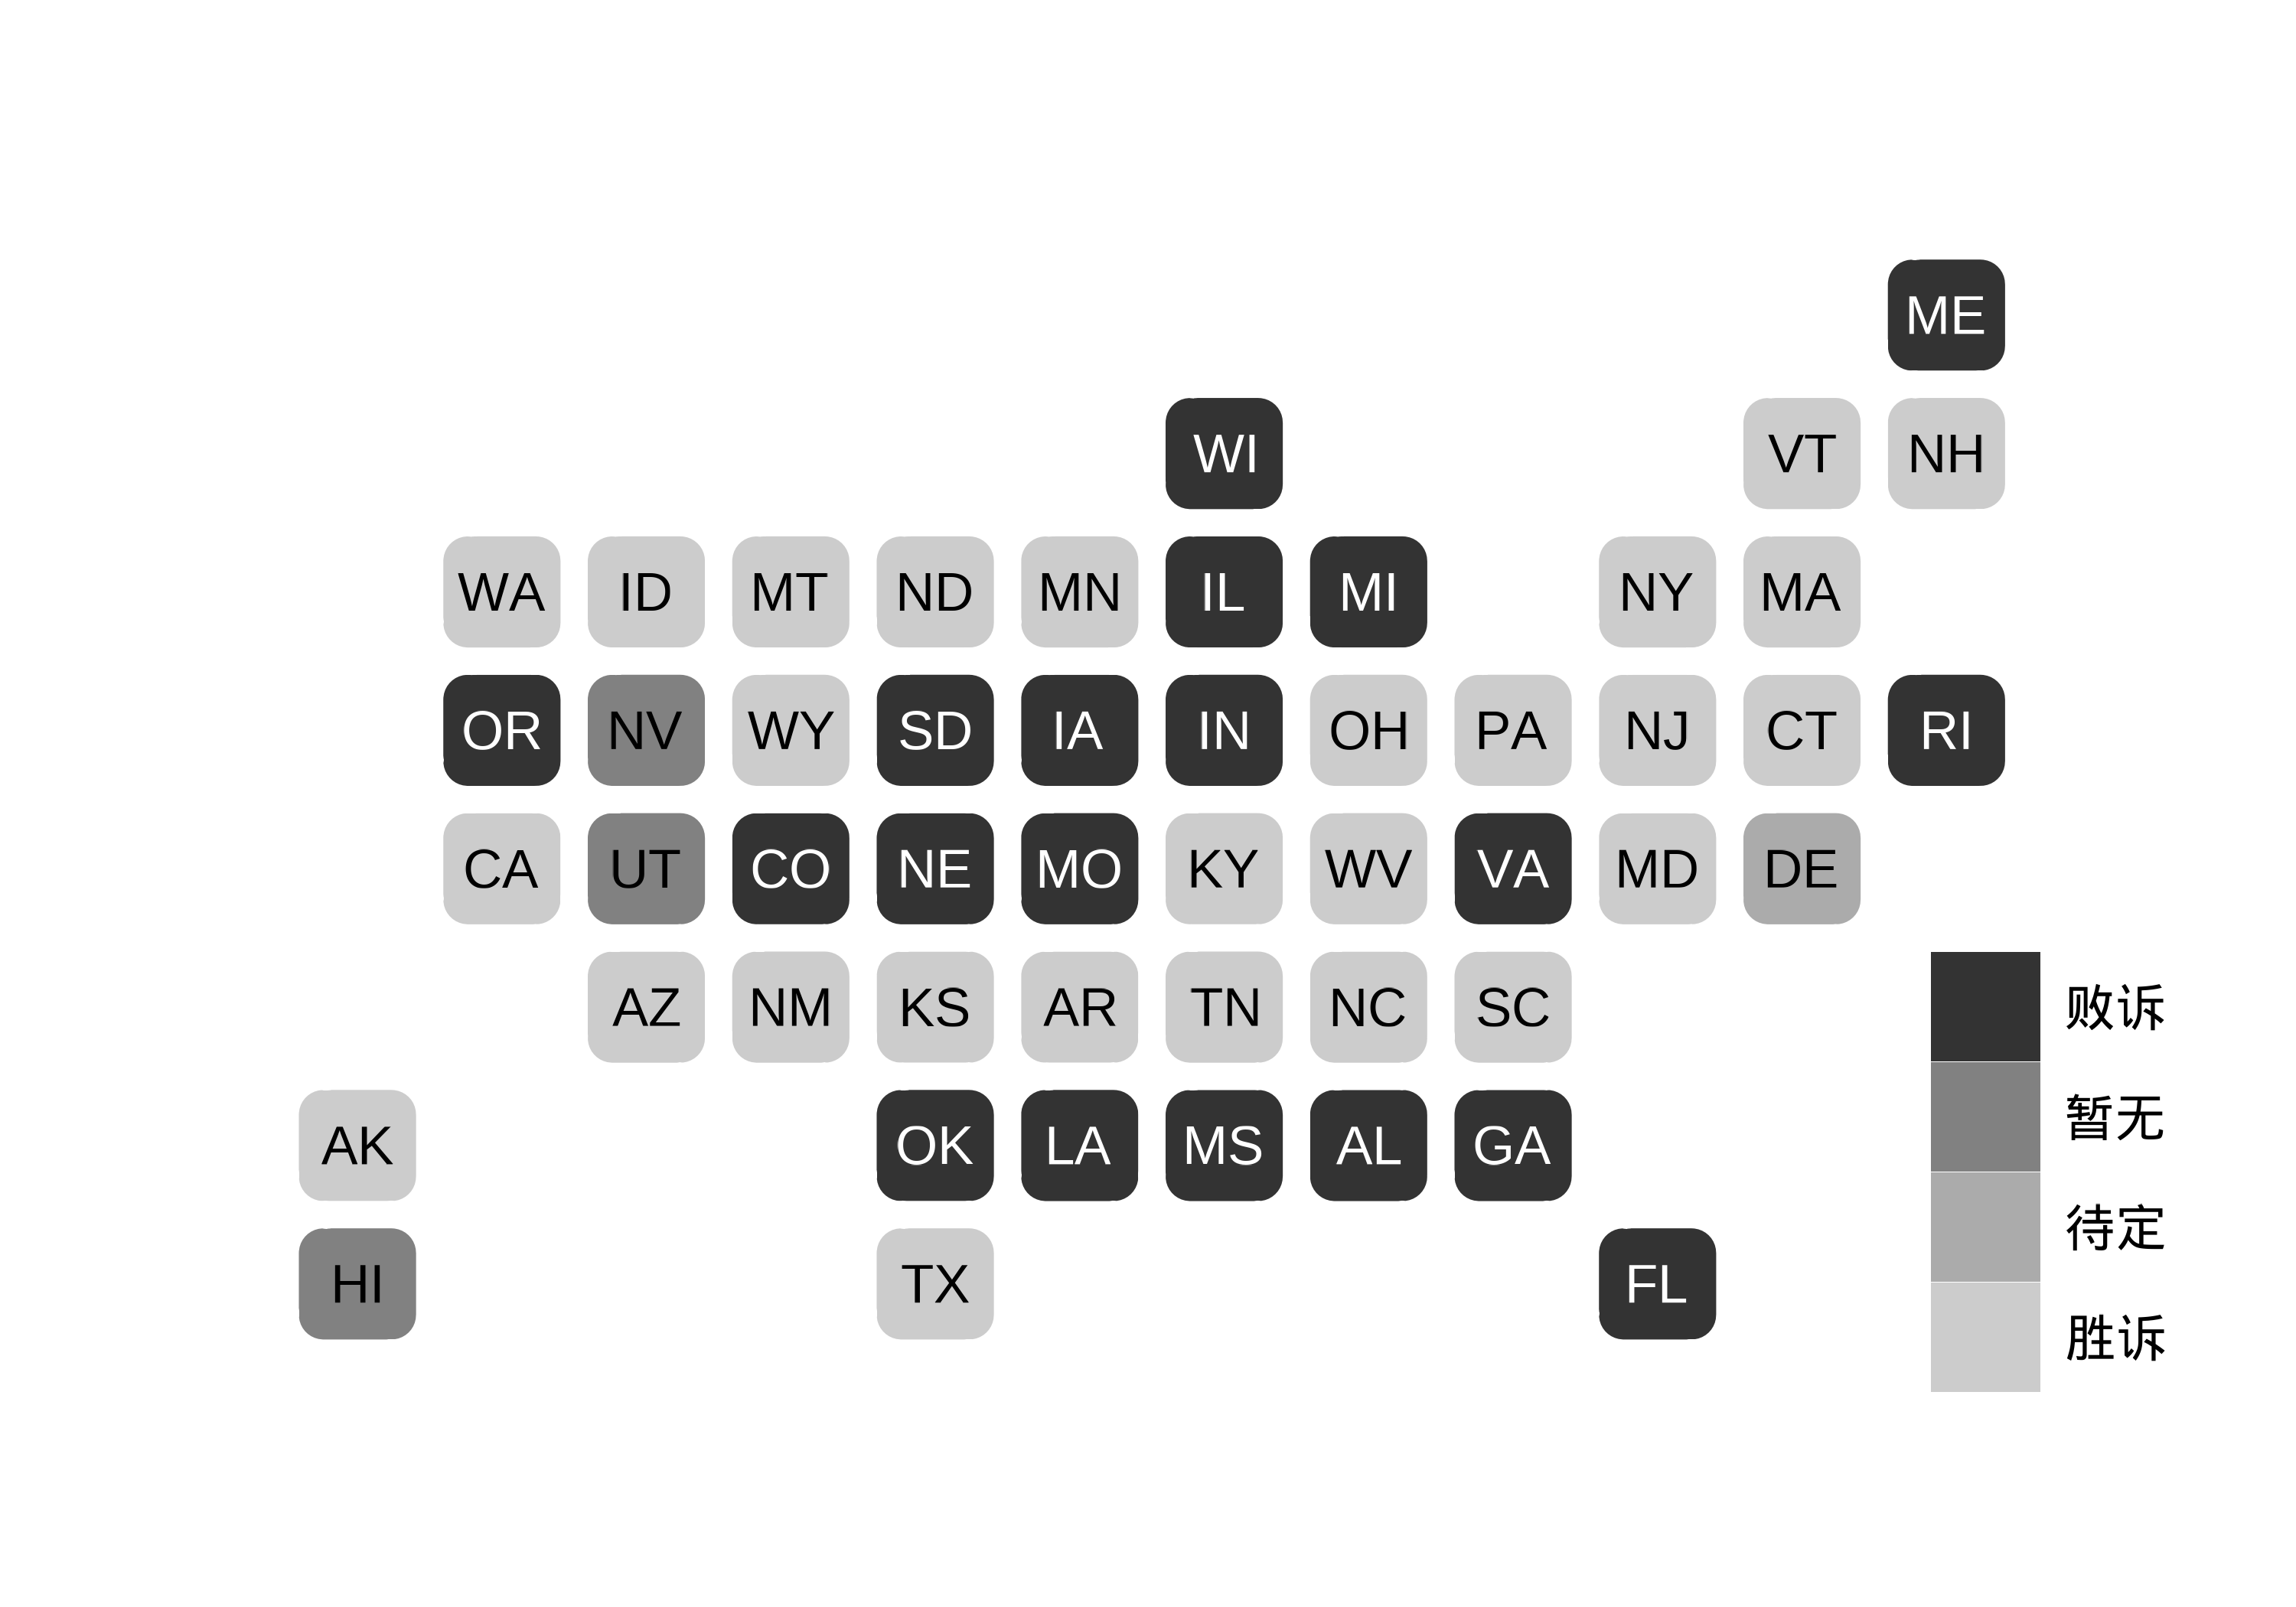 ME
WI VT NH
WA ID MT ND MN IL MI NY MA
OR NV WY SD IA IN OH PA NJ CT RI
CA UT CO NE MO KY WV VA MD DE
AZ NM KS AR TN NC SC
AK OK LA MS AL GA
HI TX FL
败诉
暂无
待定
胜诉